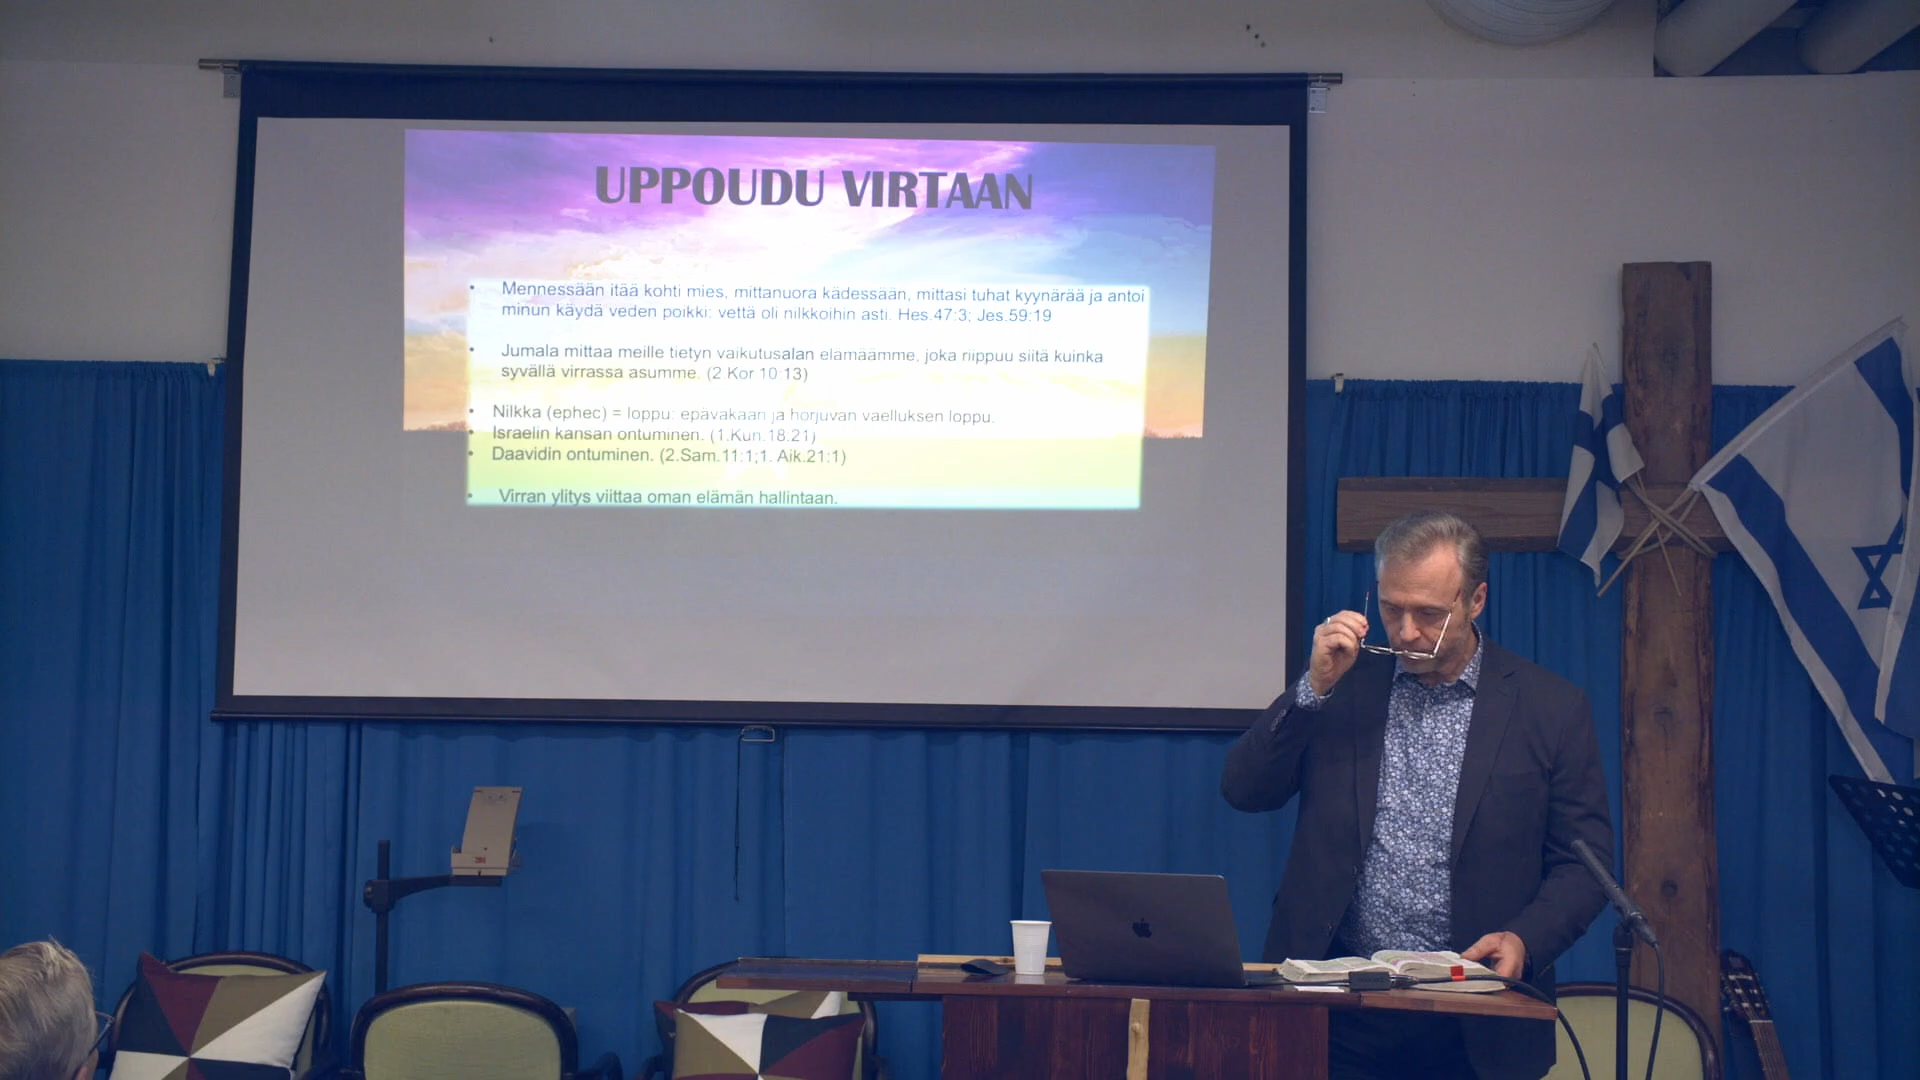 UPPOUDU VIRTAAN
• Mennessään itää kohti mies, mittanuora kädessään, mittasi tuhat kyynärää ja antoi
minun käydä veden poikki: vettä oli nilkkoihin asti. Hes.47:3; Jes.59:19
• Jumala mittaa meille tietyn vaikutusalan elämäämme, joka riippuu siitä kuinka
syvällä virrassa asumme. (2 Kor 10:13)
• Nilkka (ephec) = loppu: epävakaan ja horjuvan vaelluksen loppu.
• Israelin kansan ontuminen. (1.Kun.18.21)
• Daavidin ontuminen. (2.Sam.11:1;1. Aik.21:1)
• Virran ylitys viittaa oman elämän hallintaan.
3M